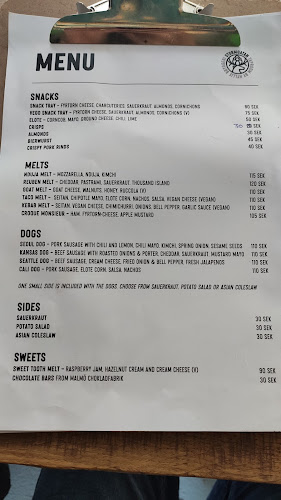 MENU
SNACKS
SNACK TRAY - FYRTORN CHEESE, CHARCUTERIES, SAUERKRAUT, ALMONDS, CORNICHONS 90 SEK
VEGO SNACK TRAY - FYRTORN CHEESE, SAUERKRAUT, ALMONDS, CORNICHONS (V) 75 SEK
ELOTE - CORNCOB, MAYO, GROUND CHEESE, CHILI, LIME 50 SEK
CRISPS 30 SEK
ALMONDS SEK
BIERWURST 45 SEK
CRISPY PORK RINDS 40 SEK
MELTS
NDUJA MELT - MOZZARELLA, NDUJA, KIMCHI 115 SEK
REUBEN MELT - CHEDDAR, PASTRAMI, SAUERKRAUT, THOUSAND ISLAND 120 SEK
GOAT MELT - GOAT CHEESE, WALNUTS, HONEY, RUCCOLA (V) 110 SEK
TACO MELT - SEITAN, CHIPOTLE MAYO, ELOTE CORN, NACHOS, SALSA, VEGAN CHEESE (VEGAN) 110 SEK
KEBAB MELT - SEITAN, VEGAN CHEESE, CHIMICHURRI, ONIONS, BELL PEPPER, GARLIC SAUCE (VEGAN) 110 SEK
CROQUE MONSIEUR - HAM, FYRTORN CHEESE, APPLE MUSTARD 105 SEK
DOGS
SEOUL DOG - PORK SAUSAGE WITH CHILI AND LEMON, CHILI MAYO, KIMCHI, SPRING ONION, SESAME SEEDS 110 SEK
KANSAS DOG - BEEF SAUSAGE WITH ROASTED ONIONS & PORTER, CHEDDAR, SAUERKRAUT, MUSTARD MAYO 110 SEK
SEATTLE DOG - BEEF SAUSAGE, CREAM CHEESE, FRIED ONION & BELL PEPPER, FRESH JALAPENOS 110 SEK
CALI DOG - PORK SAUSAGE, ELOTE CORN, SALSA, NACHOS 110 SEK
ONE SMALL SIDE IS INCLUDED WITH THE DOGS. CHOOSE FROM SAUERKRAUT, POTATO SALAD OR ASIAN COLESLAW
SIDES
SAUERKRAUT 30 SEK
POTATO SALAD 30 SEK
ASIAN COLESLAW 30 SEK
SWEETS
SWEET TOOTH MELT - RASPBERRY JAM, HAZELNUT CREAM AND CREAM CHEESE (V) 90 SEK
CHOCOLATE BARS FROM MALMÖ CHOKLADFABRIK 30 SEK